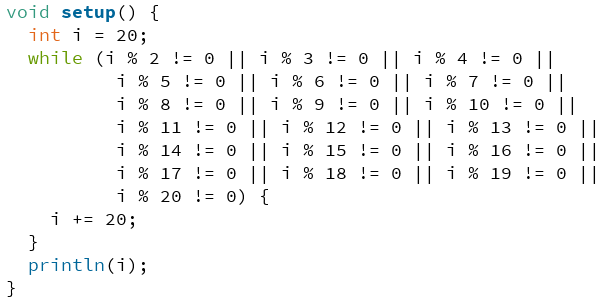 void setup() {
  int i = 20;
  while (i % 2 != 0 || i % 3 != 0 || i % 4 != 0 ||
          i % 5 != 0 || i % 6 != 0 || i % 7 != 0 ||
          i % 8 != 0 || i % 9 != 0 || i % 10 != 0 ||
          i % 11 != 0 || i % 12 != 0 || i % 13 != 0 ||
          i % 14 != 0 || i % 15 != 0 || i % 16 != 0 ||
          i % 17 != 0 || i % 18 != 0 || i % 19 != 0 ||
          i % 20 != 0) {
    i += 20;
  }
  println(i);
}